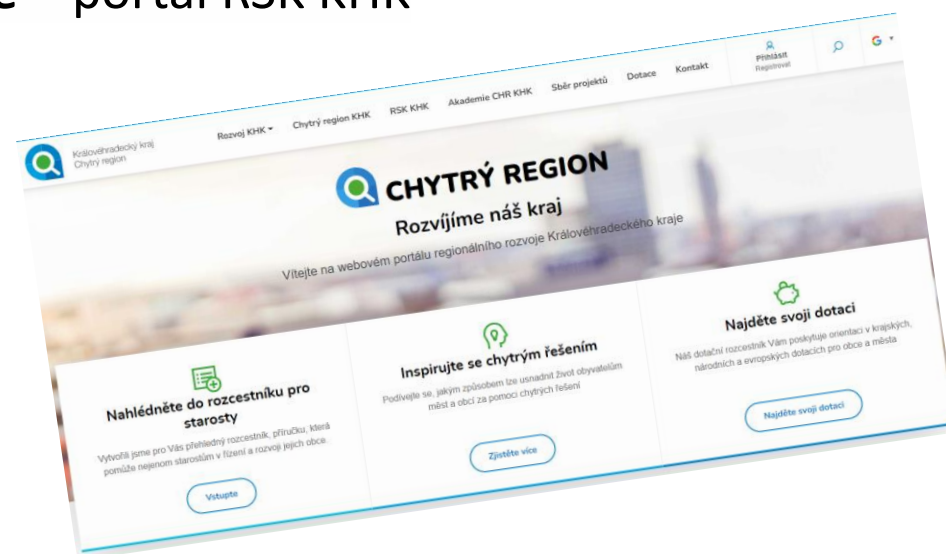 portál RSK KHK
Královéhradecký kraj
Chytrý region
Rozvoj KHK
Chytrý region KHK
RSK KHK
Akademie CHR KHK
Sběr projektů
Dotace
Kontakt
Přihlásit
Registrovat
CHYTRÝ REGION
Rozvíjíme náš kraj
Vítejte na webovém portálu regionálního rozvoje Královéhradeckého kraje
Nahlédněte do rozcestníku pro
starosty
Vytvořili jsme pro Vás přehledný rozcestník, příručku, která
pomůže nejenom starostům v řízení a rozvoji jejich obce.
Vstupte
Inspirujte se chytrým řešením
Podívejte se, jakým způsobem lze usnadnit život obyvatelům
měst a obcí za pomoci chytrých řešení
Zjistěte více
Najděte svoji dotaci
Náš dotační rozcestník Vám poskytuje orientaci v krajských,
národních a evropských dotacích pro obce a města
Najděte svoji dotaci